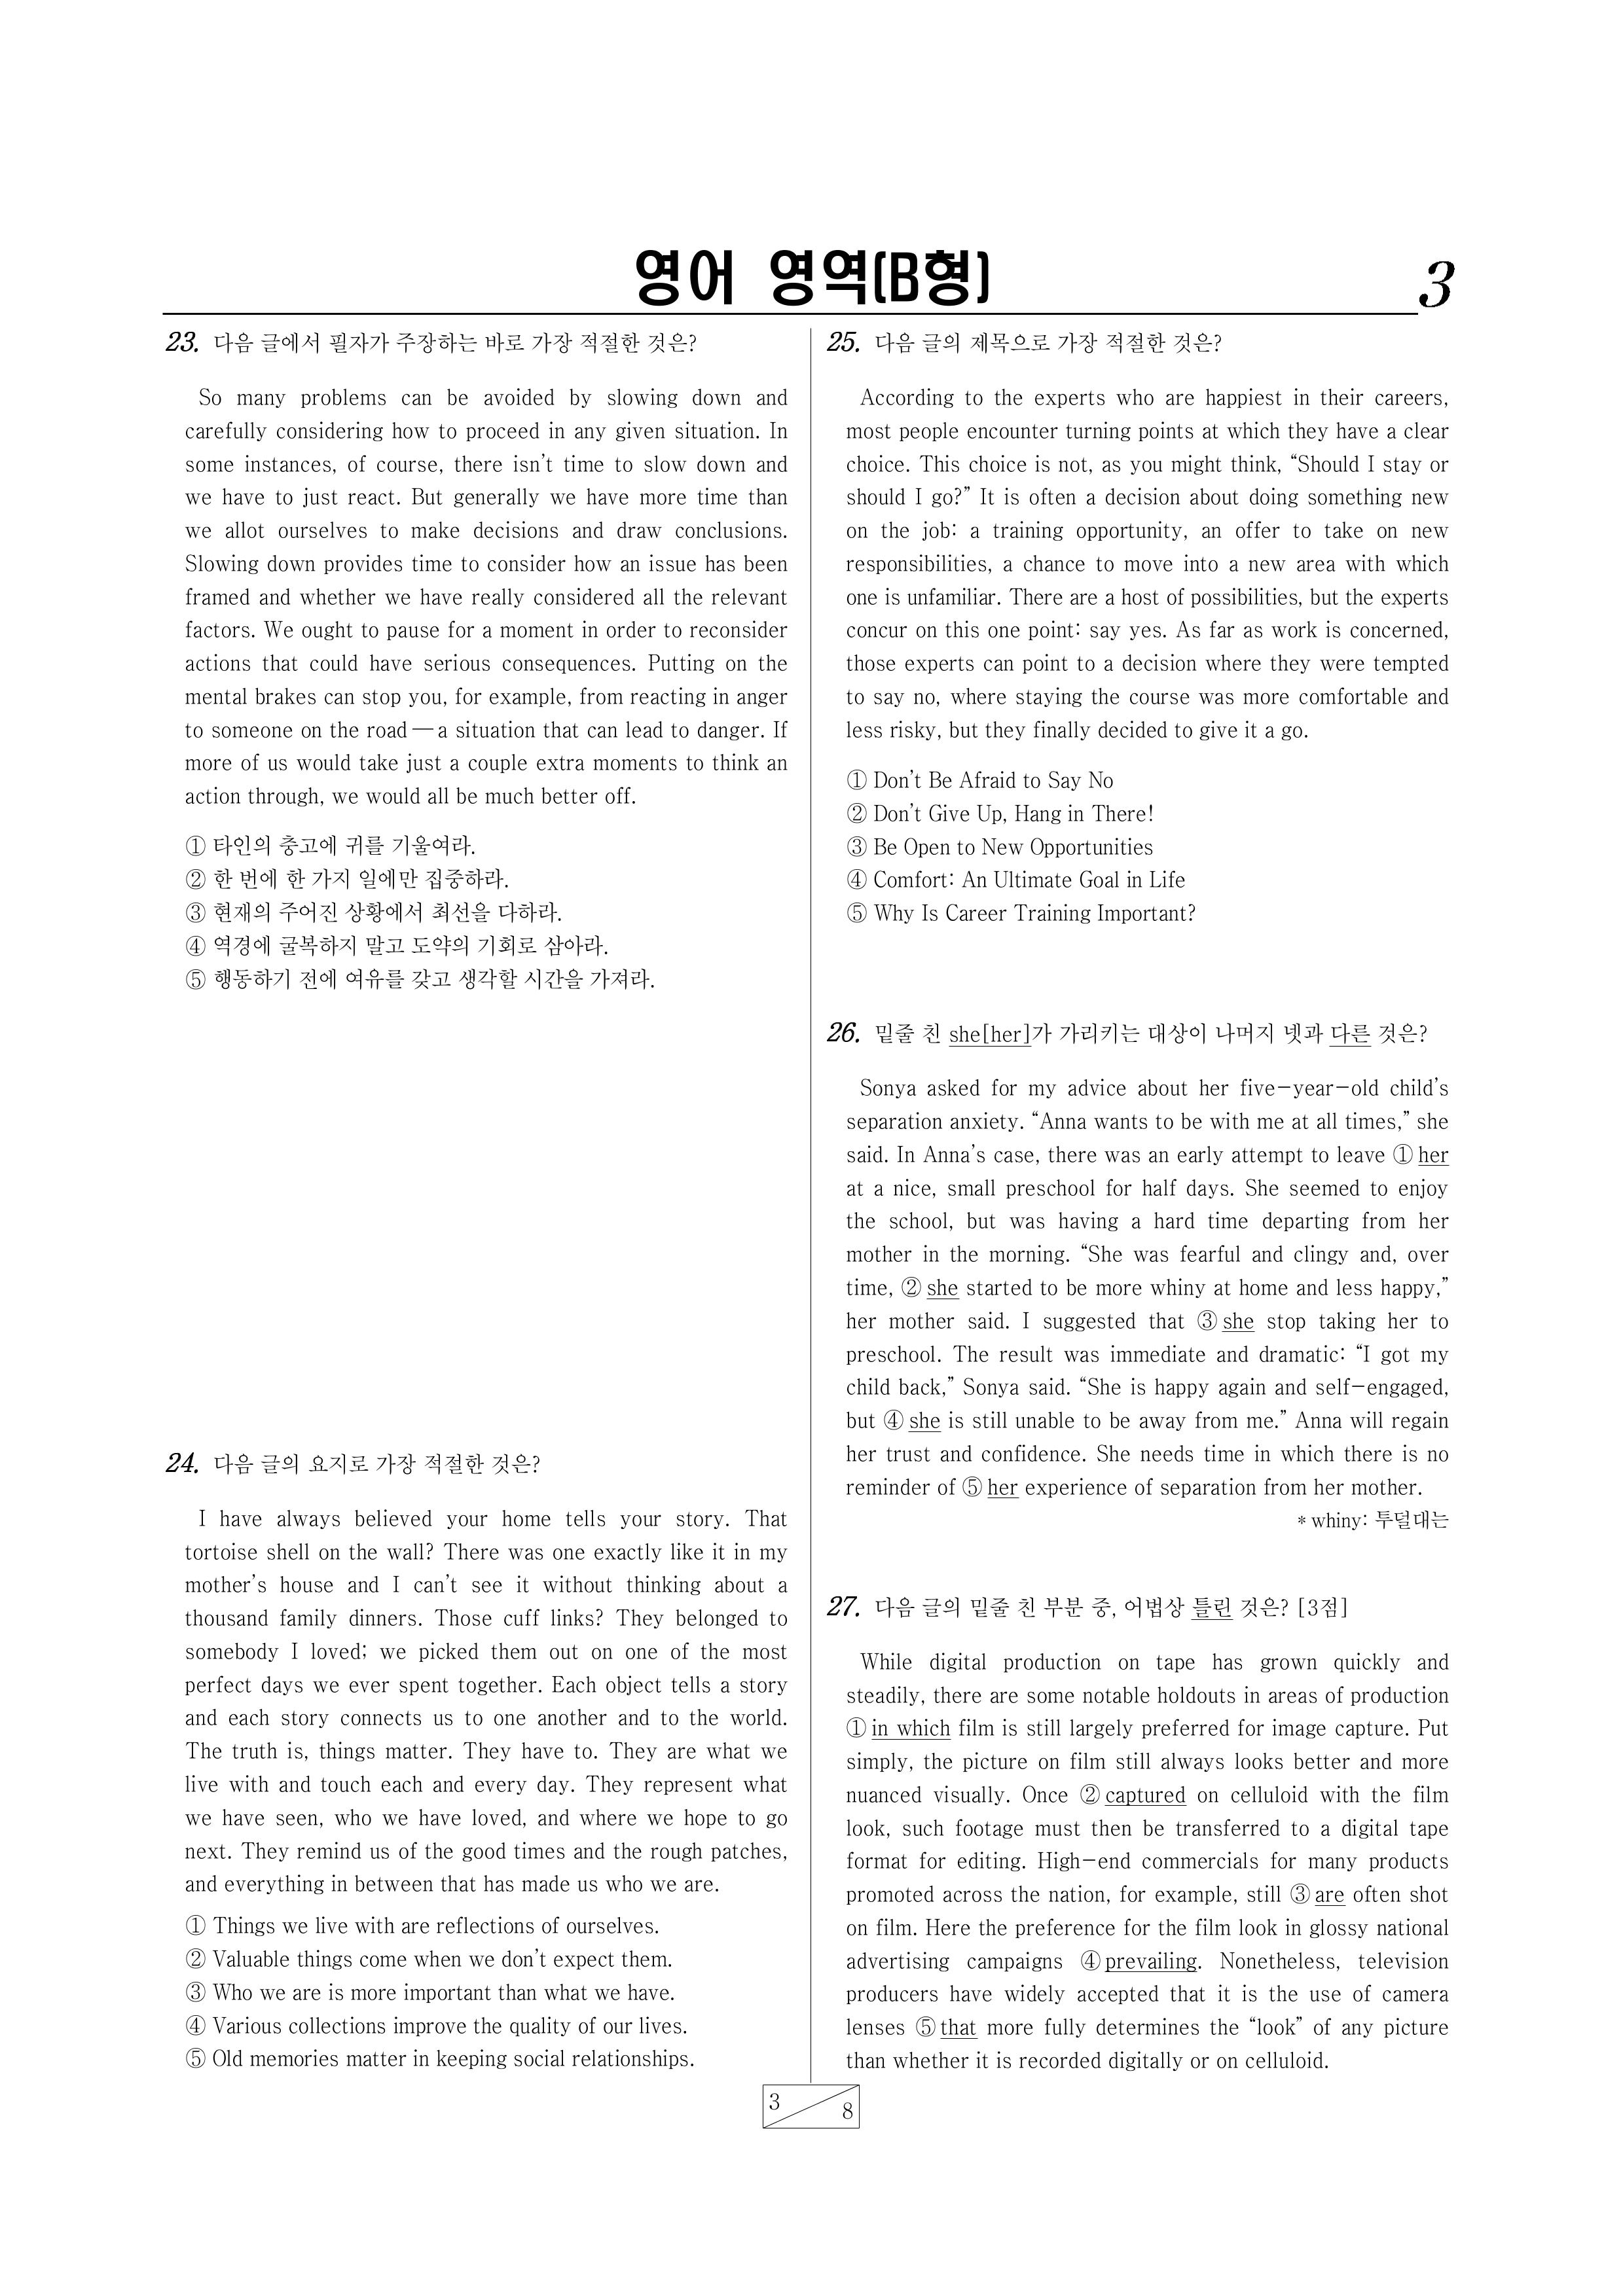 영어 영역(B형)
3
23. 다음 글에서 필자가 주장하는 바로 가장 적절한 것은?
So many problems can be avoided by slowing down and
carefully considering how to proceed in any given situation. In
some instances, of course, there isn't time to slow down and
we have to just react. But generally we have more time than
we allot ourselves to make decisions and draw conclusions.
Slowing down provides time to consider how an issue has been
framed and whether we have really considered all the relevant
factors. We ought to pause for a moment in order to reconsider
actions that could have serious consequences. Putting on the
mental brakes can stop you, for example, from reacting in anger
to someone on the road — a situation that can lead to danger. If
more of us would take just a couple extra moments to think an
action through, we would all be much better off.
① 타인의 충고에 귀를 기울여라.
② 한 번에 한 가지 일에만 집중하라.
③ 현재의 주어진 상황에서 최선을 다하라.
④ 역경에 굴복하지 말고 도약의 기회로 삼아라.
⑤ 행동하기 전에 여유를 갖고 생각할 시간을 가져라.
24. 다음 글의 요지로 가장 적절한 것은?
I have always believed your home tells your story. That
tortoise shell on the wall? There was one exactly like it in my
mother's house and I can't see it without thinking about a
thousand family dinners. Those cuff links? They belonged to
somebody I loved; we picked them out on one of the most
perfect days we ever spent together. Each object tells a story
and each story connects us to one another and to the world.
The truth is, things matter. They have to. They are what we
live with and touch each and every day. They represent what
we have seen, who we have loved, and where we hope to go
next. They remind us of the good times and the rough patches,
and everything in between that has made us who we are.
① Things we live with are reflections of ourselves.
② Valuable things come when we don't expect them.
③ Who we are is more important than what we have.
④ Various collections improve the quality of our lives.
⑤ Old memories matter in keeping social relationships.
25. 다음 글의 제목으로 가장 적절한 것은?
According to the experts who are happiest in their careers,
most people encounter turning points at which they have a clear
choice. This choice is not, as you might think, “Should I stay or
should I go?” It is often a decision about doing something new
on the job: a training opportunity, an offer to take on new
responsibilities, a chance to move into a new area with which
one is unfamiliar. There are a host of possibilities, but the experts
concur on this one point: say yes. As far as work is concerned,
those experts can point to a decision where they were tempted
to say no, where staying the course was more comfortable and
less risky, but they finally decided to give it a go.
① Don't Be Afraid to Say No
② Don't Give Up, Hang in There!
③ Be Open to New Opportunities
④ Comfort: An Ultimate Goal in Life
⑤ Why Is Career Training Important?
26. 밑줄 친 she[her]가 가리키는 대상이 나머지 넷과 다른 것은?
Sonya asked for my advice about her five-year-old child's
separation anxiety. “Anna wants to be with me at all times,” she
said. In Anna's case, there was an early attempt to leave ① her
at a nice, small preschool for half days. She seemed to enjoy
the school, but was having a hard time departing from her
mother in the morning. “She was fearful and clingy and, over
time, ② she started to be more whiny at home and less happy,”
her mother said. I suggested that ③ she stop taking her to
preschool. The result was immediate and dramatic: “I got my
child back,” Sonya said. “She is happy again and self-engaged,
but ④ she is still unable to be away from me.” Anna will regain
her trust and confidence. She needs time in which there is no
reminder of ⑤ her experience of separation from her mother.
* whiny: 투덜대는
27. 다음 글의 밑줄 친 부분 중, 어법상 틀린 것은? [3점]
While digital production on tape has grown quickly and
steadily, there are some notable holdouts in areas of production
① in which film is still largely preferred for image capture. Put
simply, the picture on film still always looks better and more
nuanced visually. Once ② captured on celluloid with the film
look, such footage must then be transferred to a digital tape
format for editing. High-end commercials for many products
promoted across the nation, for example, still ③ are often shot
on film. Here the preference for the film look in glossy national
advertising campaigns ④ prevailing. Nonetheless, television
producers have widely accepted that it is the use of camera
lenses ⑤ that more fully determines the “look” of any picture
than whether it is recorded digitally or on celluloid.
3
8